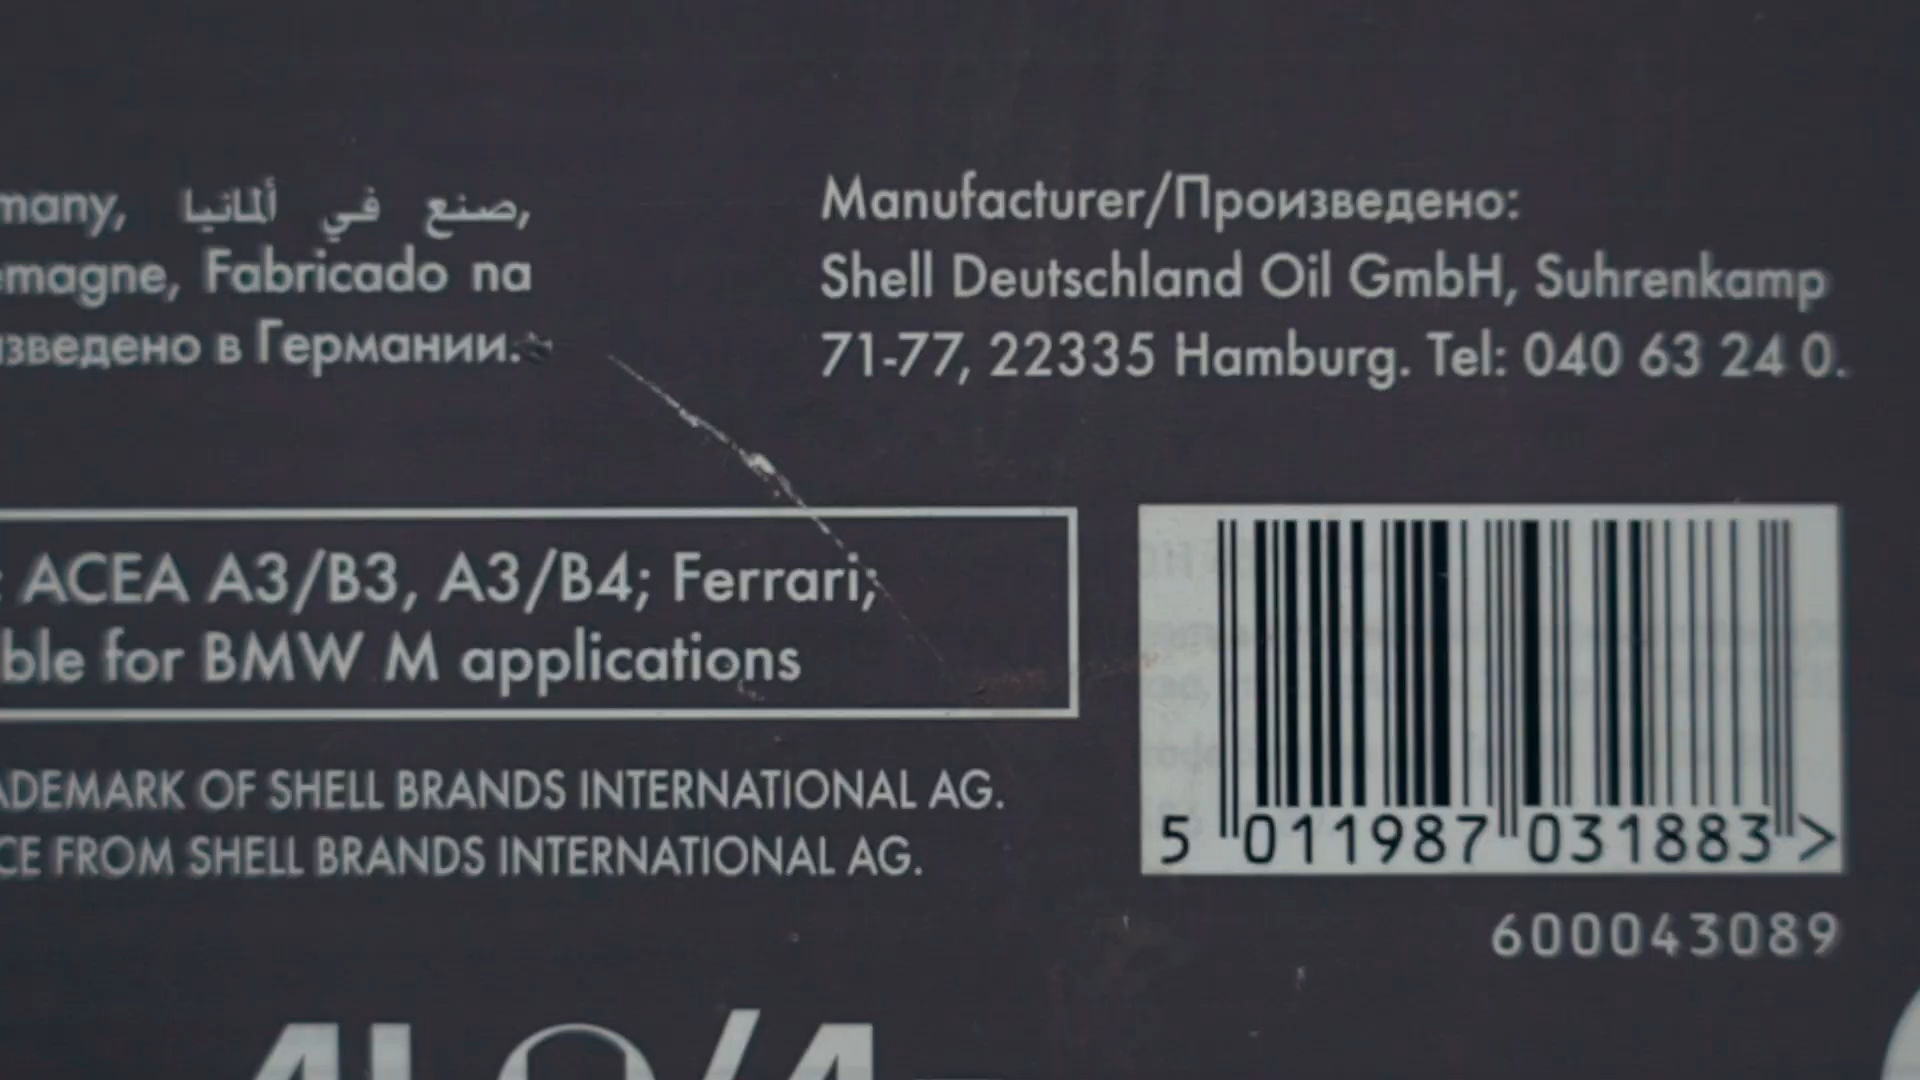 many, صنع في ألمانيا,
emagne, Fabricado na
зведено в Германии.
Manufacturer/Произведено:
Shell Deutschland Oil GmbH, Suhrenkamp
71-77, 22335 Hamburg. Tel: 040 63 24 0.
: ACEA A3/B3, A3/B4; Ferrari;
ble for BMW M applications
ADEMARK OF SHELL BRANDS INTERNATIONAL AG.
CE FROM SHELL BRANDS INTERNATIONAL AG.
5 011987 031883 >
600043089